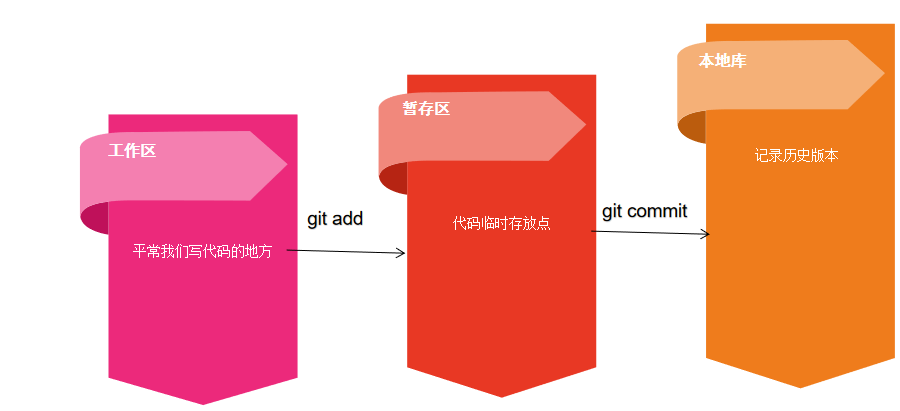 工作区
平常我们写代码的地方
git add
暂存区
代码临时存放点
git commit
本地库
记录历史版本